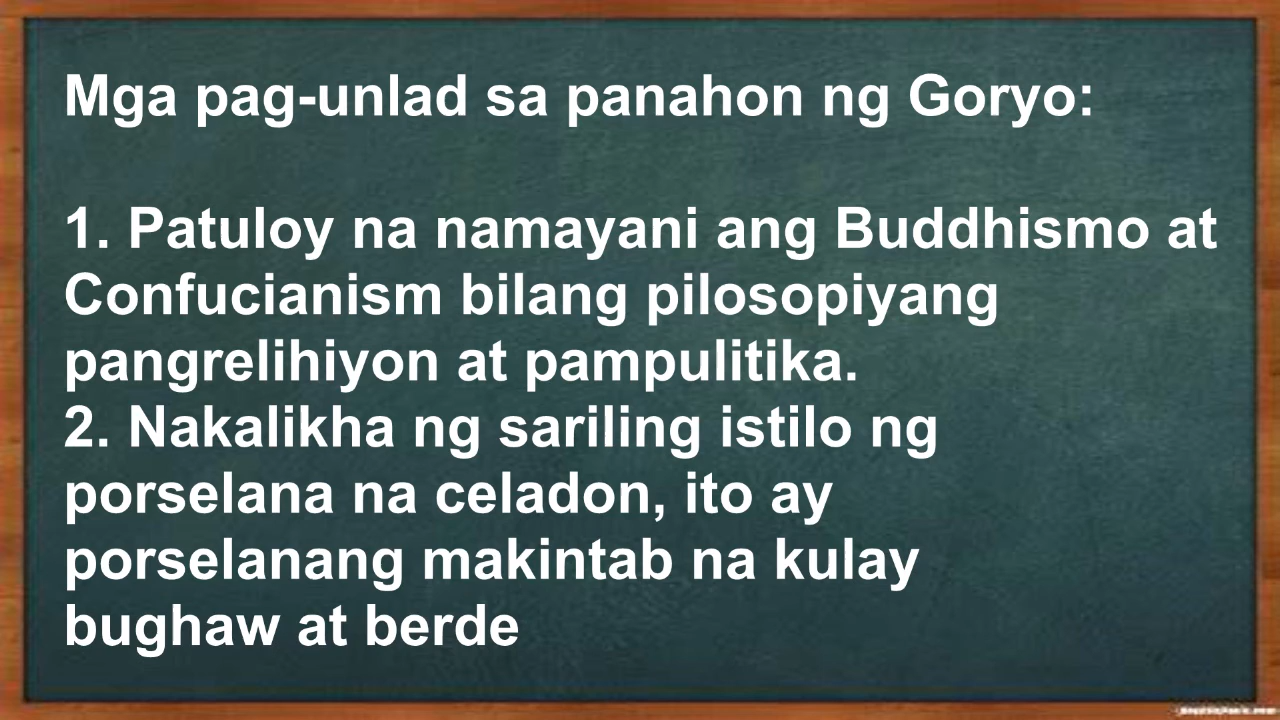 Mga pag-unlad sa panahon ng Goryo:
1. Patuloy na namayani ang Buddhismo at
Confucianism bilang pilosopiyang
pangrelihiyon at pampulitika.
2. Nakalikha ng sariling istilo ng
porselana na celadon, ito ay
porselanang makintab na kulay
bughaw at berde